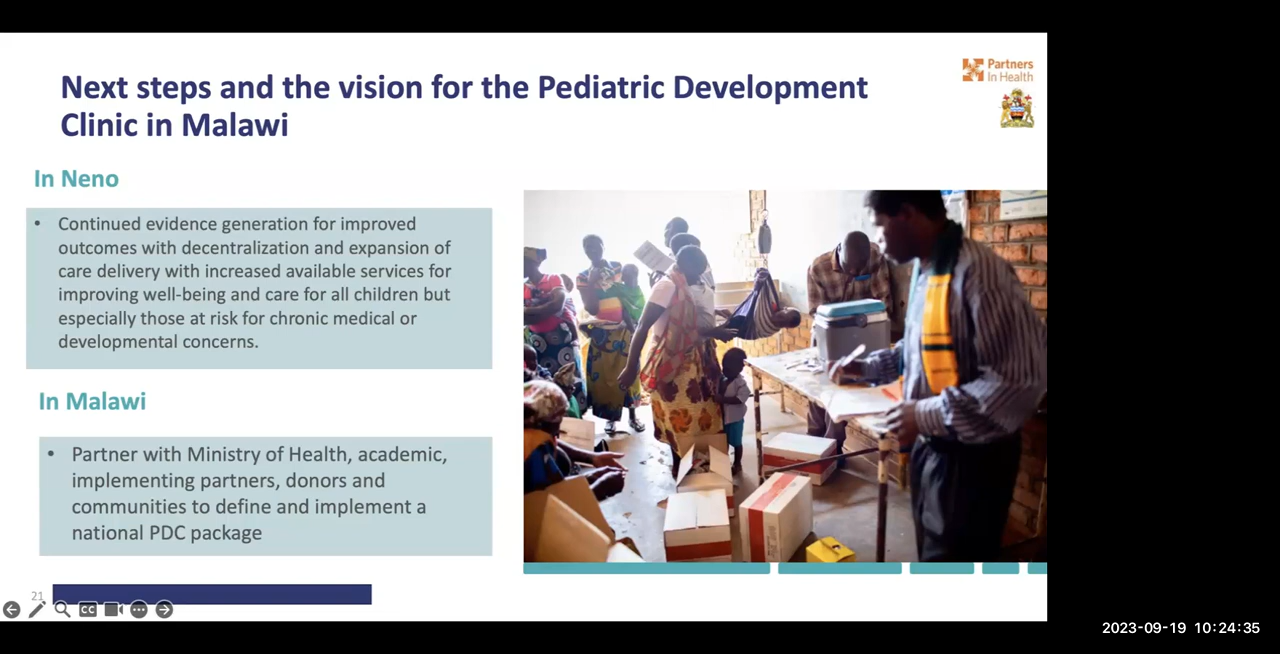 Next steps and the vision for the Pediatric Development
Clinic in Malawi
Partners
In Health
In Neno
• Continued evidence generation for improved
outcomes with decentralization and expansion of
care delivery with increased available services for
improving well-being and care for all children but
especially those at risk for chronic medical or
developmental concerns.
In Malawi
• Partner with Ministry of Health, academic,
implementing partners, donors and
communities to define and implement a
national PDC package
21
CC
2023-09-19 10:24:35